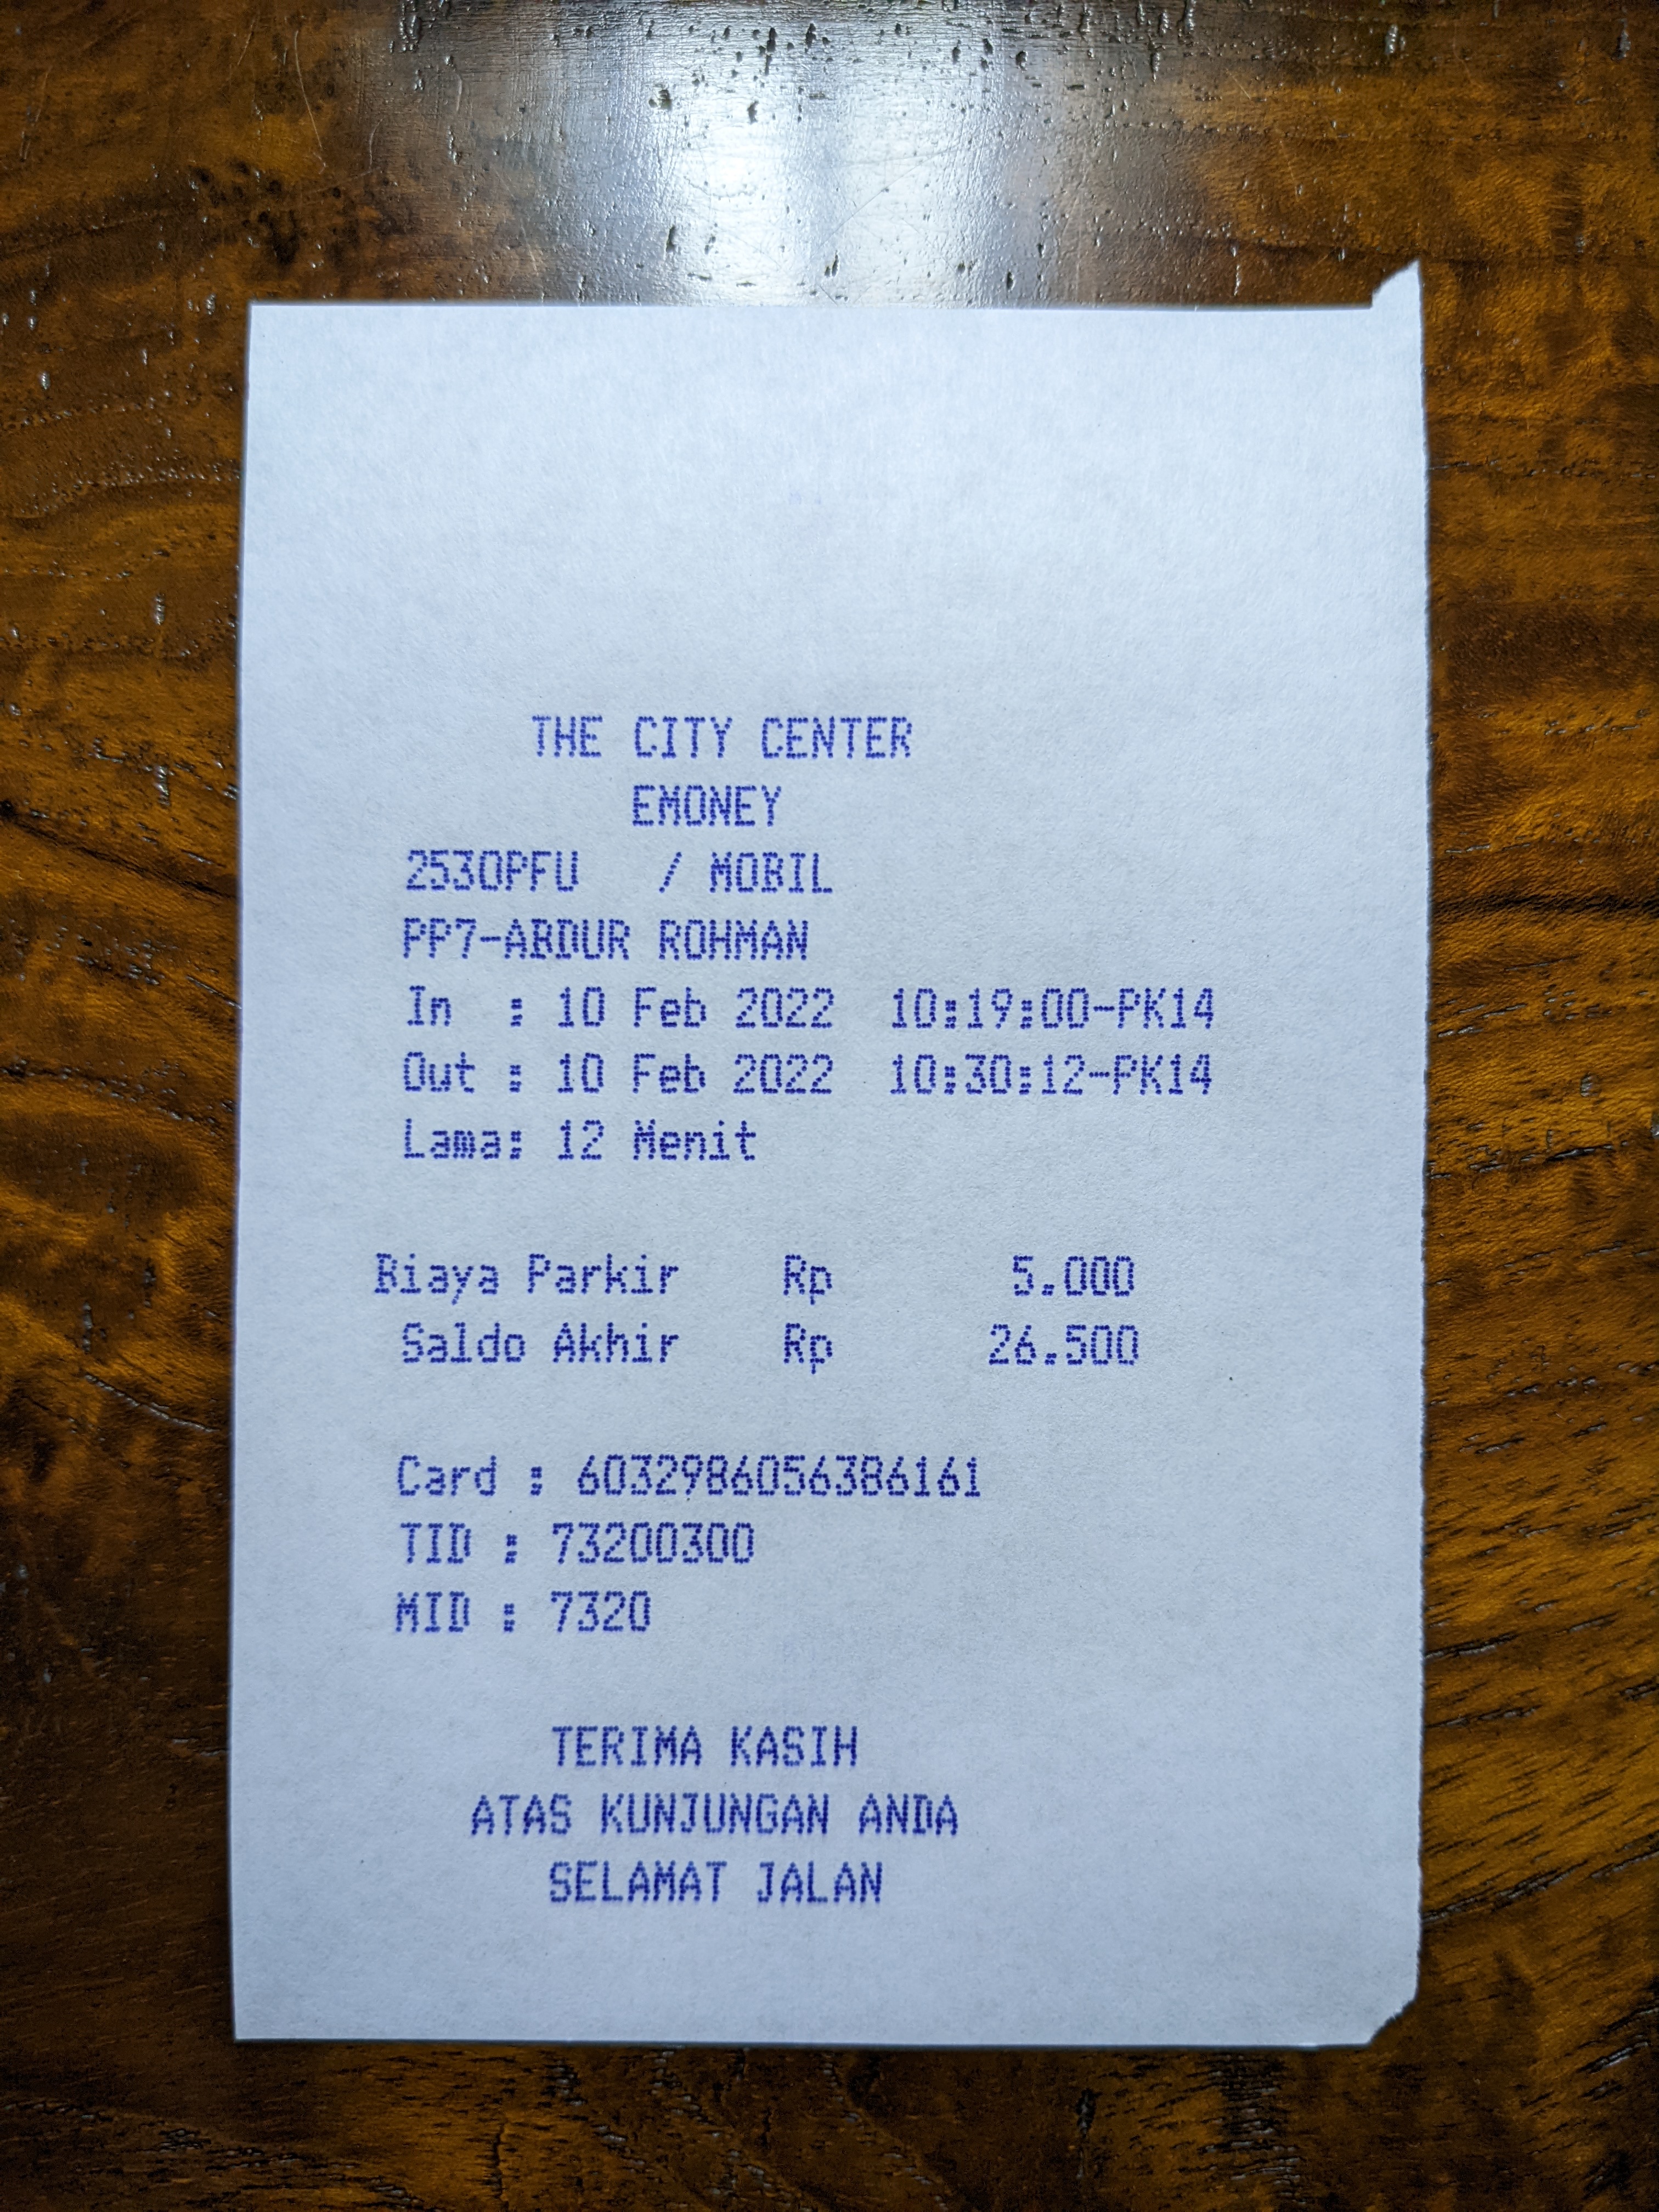 THE CITY CENTER
EMONEY
2530PFU / MOBIL
PP7-ABDUR ROHMAN
In : 10 Feb 2022 10:19:00-PK14
Out : 10 Feb 2022 10:30:12-PK14
Lama: 12 Menit
Biaya Parkir Rp 5.000
Saldo Akhir Rp 26.500
Card : 6032986056386161
TID : 73200300
MID : 7320
TERIMA KASIH
ATAS KUNJUNGAN ANDA
SELAMAT JALAN